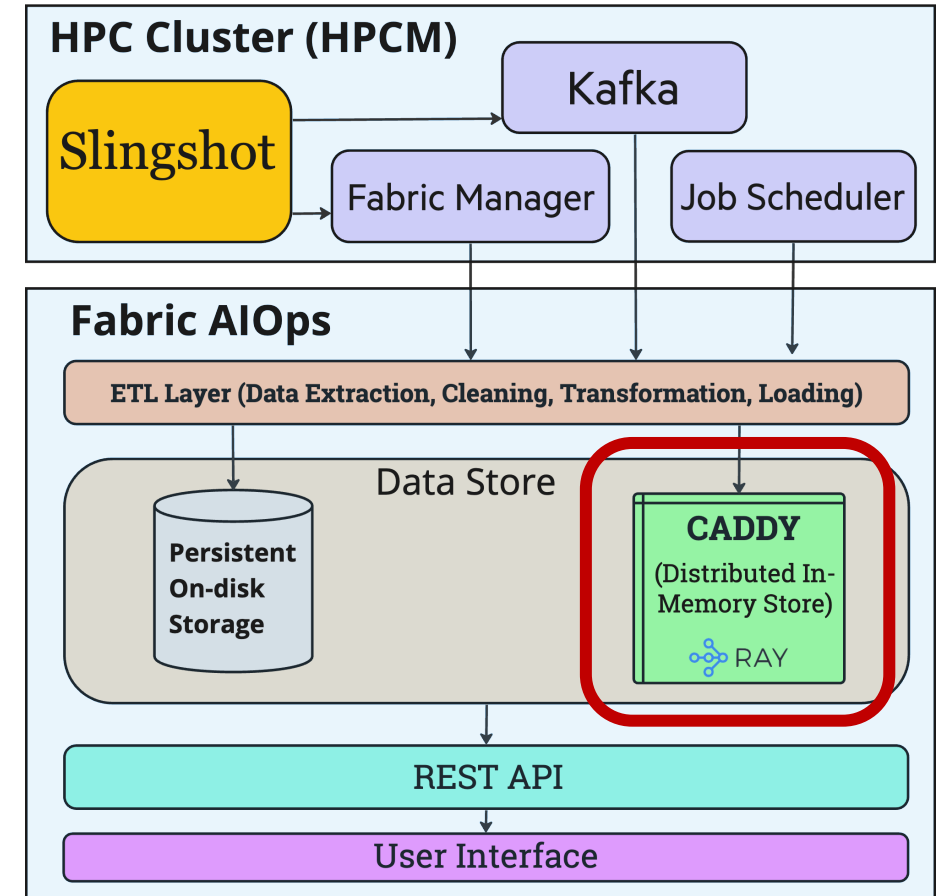 HPC Cluster (HPCM)
Kafka
Slingshot
Fabric Manager
Job Scheduler
Fabric AIOps
ETL Layer (Data Extraction, Cleaning, Transformation, Loading)
Data Store
Persistent
On-disk
Storage
CADDY
(Distributed In-
Memory Store)
RAY
REST API
User Interface